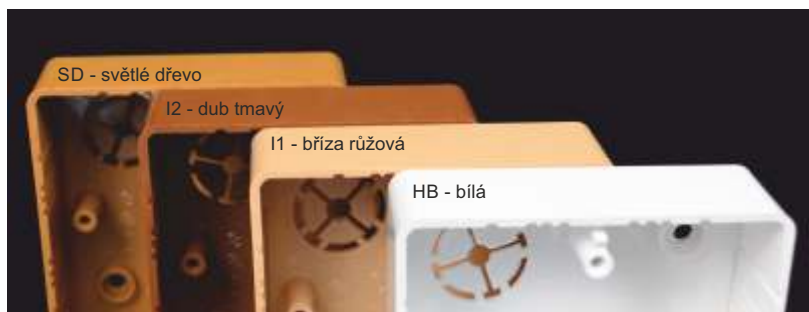 SD - světlé dřevo
I2 - dub tmavý
I1 - bříza růžová
HB - bílá